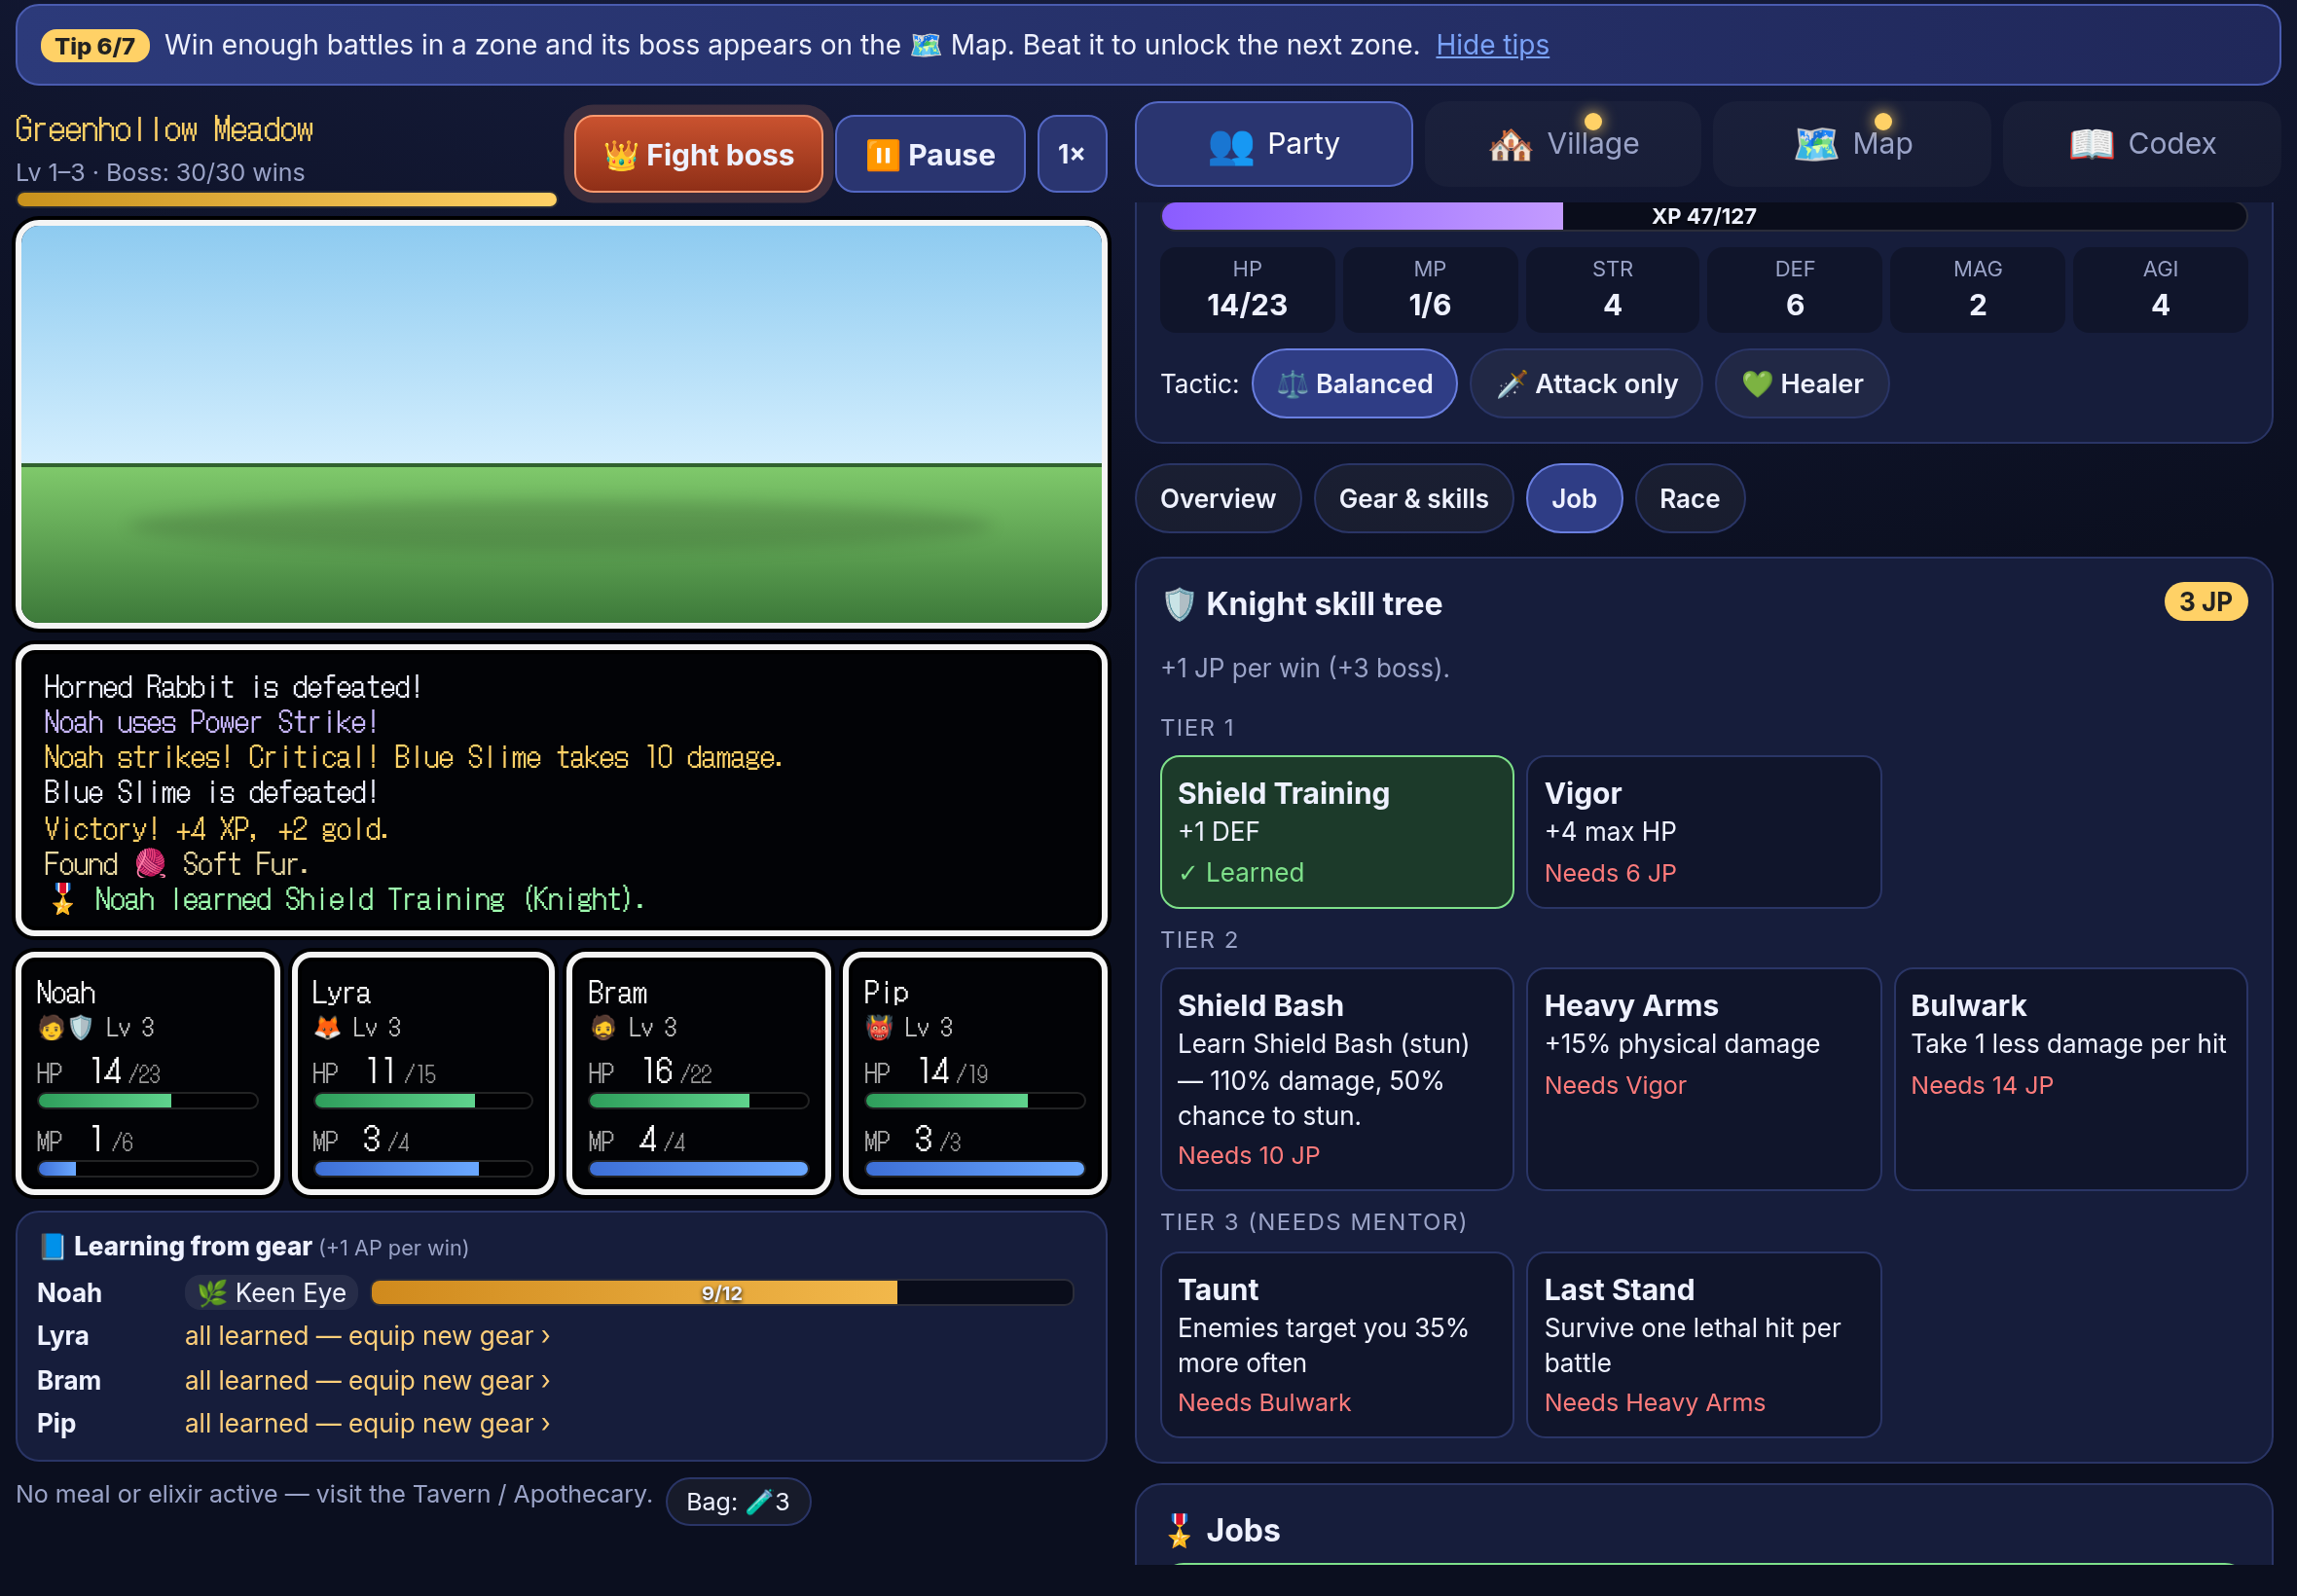 Tip 6/7 Win enough battles in a zone and its boss appears on the 🗺️ Map. Beat it to unlock the next zone. Hide tips
Greenhollow Meadow
Lv 1–3 · Boss: 30/30 wins
👑 Fight boss
⏸️ Pause
1×
Horned Rabbit is defeated!
Noah uses Power Strike!
Noah strikes! Critical! Blue Slime takes 10 damage.
Blue Slime is defeated!
Victory! +4 XP, +2 gold.
Found 🧶 Soft Fur.
🎖️ Noah learned Shield Training (Knight).
Noah
🧑🛡️ Lv 3
HP 14 /23
MP 1 /6
Lyra
🦊 Lv 3
HP 11 /15
MP 3 /4
Bram
🧔 Lv 3
HP 16 /22
MP 4 /4
Pip
👹 Lv 3
HP 14 /19
MP 3 /3
📘 Learning from gear (+1 AP per win)
Noah 🌿 Keen Eye 9/12
Lyra all learned — equip new gear ›
Bram all learned — equip new gear ›
Pip all learned — equip new gear ›
No meal or elixir active — visit the Tavern / Apothecary. Bag: 🧪3
👥 Party
🏘️ Village
🗺️ Map
📖 Codex
XP 47/127
HP 14/23
MP 1/6
STR 4
DEF 6
MAG 2
AGI 4
Tactic: ⚖️ Balanced 🗡️ Attack only 💚 Healer
Overview Gear & skills Job Race
🛡️ Knight skill tree 3 JP
+1 JP per win (+3 boss).
TIER 1
Shield Training
+1 DEF
✓ Learned
Vigor
+4 max HP
Needs 6 JP
TIER 2
Shield Bash
Learn Shield Bash (stun)
— 110% damage, 50%
chance to stun.
Needs 10 JP
Heavy Arms
+15% physical damage
Needs Vigor
Bulwark
Take 1 less damage per hit
Needs 14 JP
TIER 3 (NEEDS MENTOR)
Taunt
Enemies target you 35%
more often
Needs Bulwark
Last Stand
Survive one lethal hit per
battle
Needs Heavy Arms
🎖️ Jobs